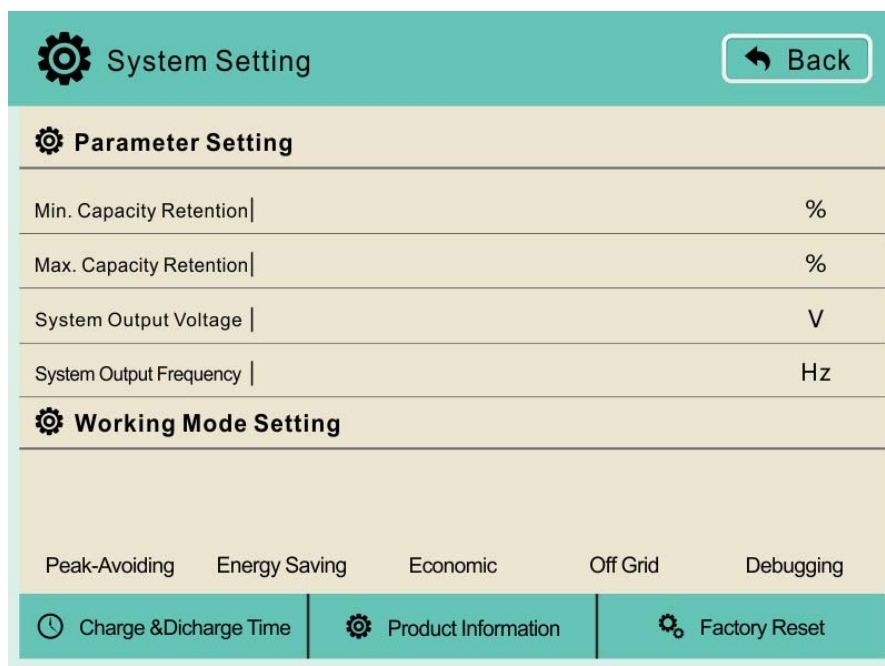 System Setting
Back
Parameter Setting
Min. Capacity Retention| %
Max. Capacity Retention| %
System Output Voltage | V
System Output Frequency | Hz
Working Mode Setting
Peak-Avoiding Energy Saving Economic Off Grid Debugging
Charge &Dicharge Time Product Information Factory Reset